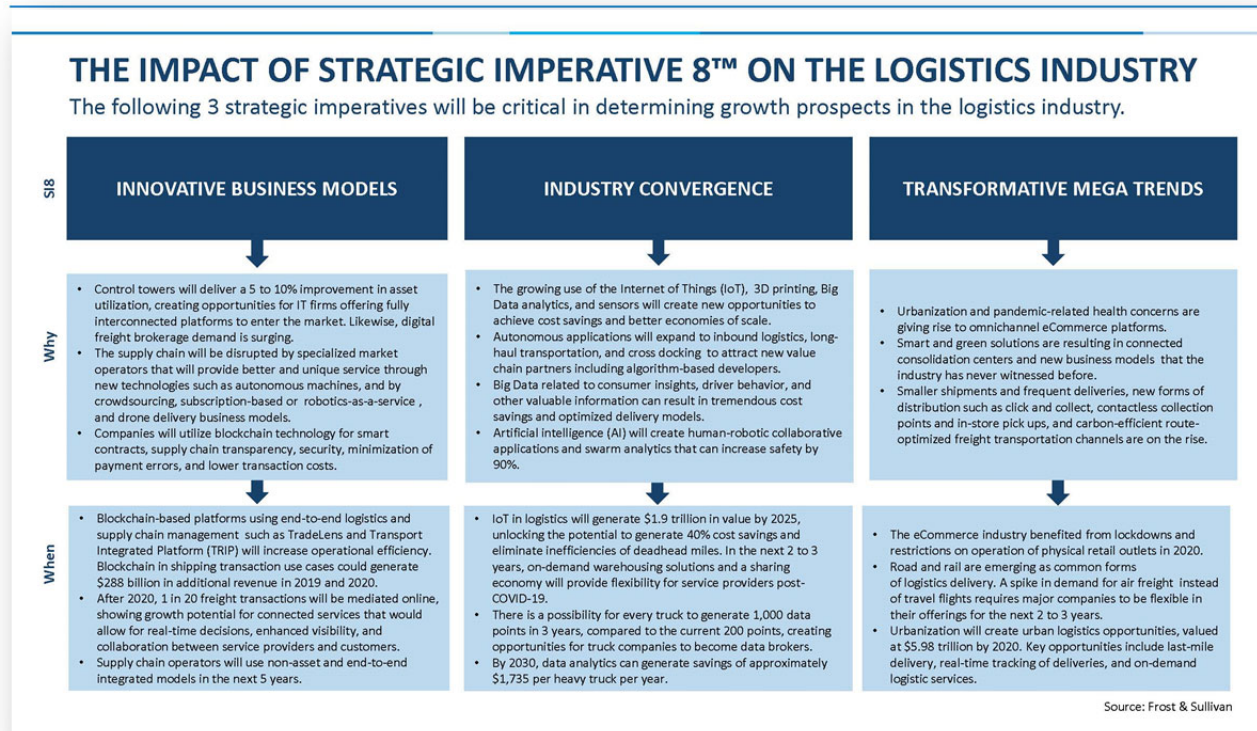 THE IMPACT OF STRATEGIC IMPERATIVE 8™ ON THE LOGISTICS INDUSTRY
The following 3 strategic imperatives will be critical in determining growth prospects in the logistics industry.
SI8
INNOVATIVE BUSINESS MODELS
INDUSTRY CONVERGENCE
TRANSFORMATIVE MEGA TRENDS
Why
• Control towers will deliver a 5 to 10% improvement in asset
utilization, creating opportunities for IT firms offering fully
interconnected platforms to enter the market. Likewise, digital
freight brokerage demand is surging.
• The supply chain will be disrupted by specialized market
operators that will provide better and unique service through
new technologies such as autonomous machines, and by
crowdsourcing, subscription-based or robotics-as-a-service ,
and drone delivery business models.
• Companies will utilize blockchain technology for smart
contracts, supply chain transparency, security, minimization of
payment errors, and lower transaction costs.
• The growing use of the Internet of Things (IoT), 3D printing, Big
Data analytics, and sensors will create new opportunities to
achieve cost savings and better economies of scale.
• Autonomous applications will expand to inbound logistics, long-
haul transportation, and cross docking to attract new value
chain partners including algorithm-based developers.
• Big Data related to consumer insights, driver behavior, and
other valuable information can result in tremendous cost
savings and optimized delivery models.
• Artificial intelligence (AI) will create human-robotic collaborative
applications and swarm analytics that can increase safety by
90%.
• Urbanization and pandemic-related health concerns are
giving rise to omnichannel eCommerce platforms.
• Smart and green solutions are resulting in connected
consolidation centers and new business models that the
industry has never witnessed before.
• Smaller shipments and frequent deliveries, new forms of
distribution such as click and collect, contactless collection
points and in-store pick ups, and carbon-efficient route-
optimized freight transportation channels are on the rise.
When
• Blockchain-based platforms using end-to-end logistics and
supply chain management such as TradeLens and Transport
Integrated Platform (TRIP) will increase operational efficiency.
Blockchain in shipping transaction use cases could generate
$288 billion in additional revenue in 2019 and 2020.
• After 2020, 1 in 20 freight transactions will be mediated online,
showing growth potential for connected services that would
allow for real-time decisions, enhanced visibility, and
collaboration between service providers and customers.
• Supply chain operators will use non-asset and end-to-end
integrated models in the next 5 years.
• IoT in logistics will generate $1.9 trillion in value by 2025,
unlocking the potential to generate 40% cost savings and
eliminate inefficiencies of deadhead miles. In the next 2 to 3
years, on-demand warehousing solutions and a sharing
economy will provide flexibility for service providers post-
COVID-19.
• There is a possibility for every truck to generate 1,000 data
points in 3 years, compared to the current 200 points, creating
opportunities for truck companies to become data brokers.
• By 2030, data analytics can generate savings of approximately
$1,735 per heavy truck per year.
• The eCommerce industry benefited from lockdowns and
restrictions on operation of physical retail outlets in 2020.
• Road and rail are emerging as common forms
of logistics delivery. A spike in demand for air freight instead
of travel flights requires major companies to be flexible in
their offerings for the next 2 to 3 years.
• Urbanization will create urban logistics opportunities, valued
at $5.98 trillion by 2020. Key opportunities include last-mile
delivery, real-time tracking of deliveries, and on-demand
logistic services.
Source: Frost & Sullivan